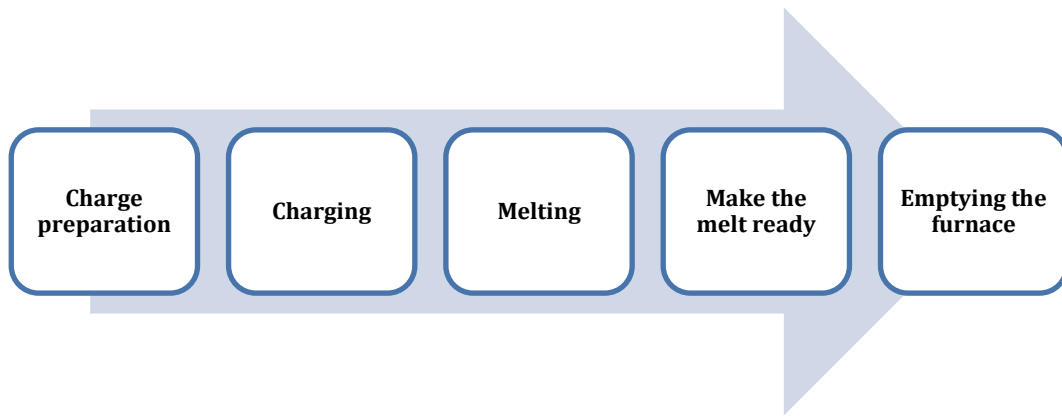 Charge
preparation
Charging
Melting
Make the
melt ready
Emptying the
furnace